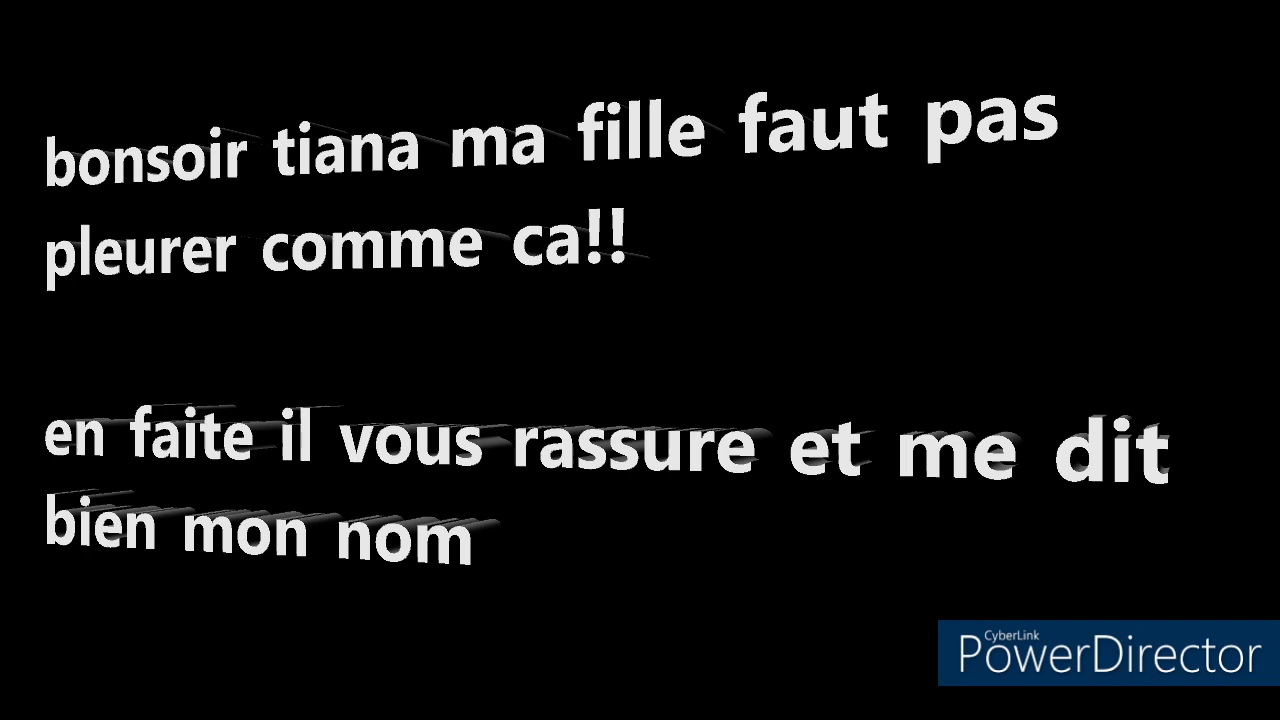 bonsoir tiana ma fille faut pas
pleurer comme ca!!
en faite il vous rassure et me dit
bien mon nom
CyberLink
PowerDirector